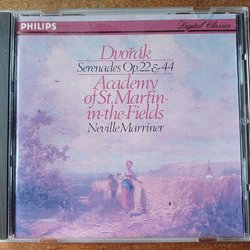 PHILIPS
Digital Classics
Dvořák
Serenades Op.22 & 44
Academy
of St. Martin-
in-the-Fields
Neville Marriner